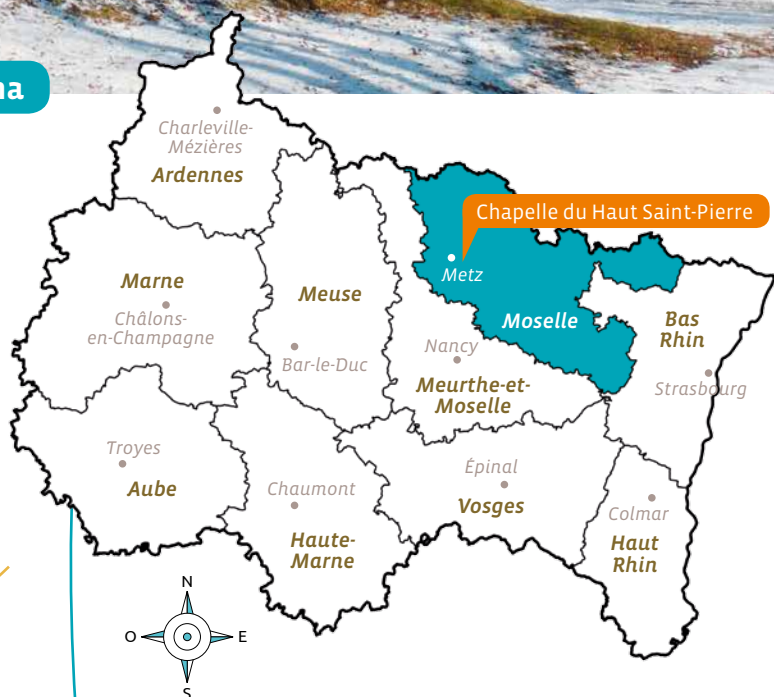 na
Charleville-
Mézières
Ardennes
Chapelle du Haut Saint-Pierre
Metz
Marne
Châlons-
en-Champagne
Meuse
Bar-le-Duc
Moselle
Bas
Rhin
Nancy
Strasbourg
Meurthe-et-
Moselle
Troyes
Aube
Épinal
Vosges
Chaumont
Haute-
Marne
Colmar
Haut
Rhin
N
O
E
S